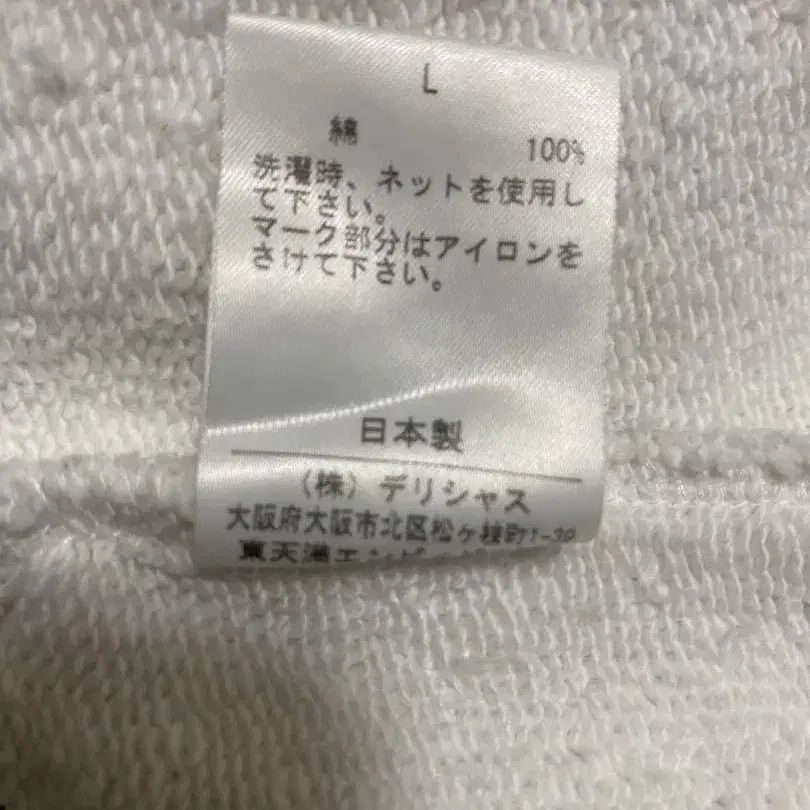 L
綿 100%
洗濯時、ネットを使用し
て下さい。
マーク部分はアイロンを
さけて下さい。
日本製
(株) デリシャス
大阪府大阪市北区松ヶ枝町1-39
東天満エンビ